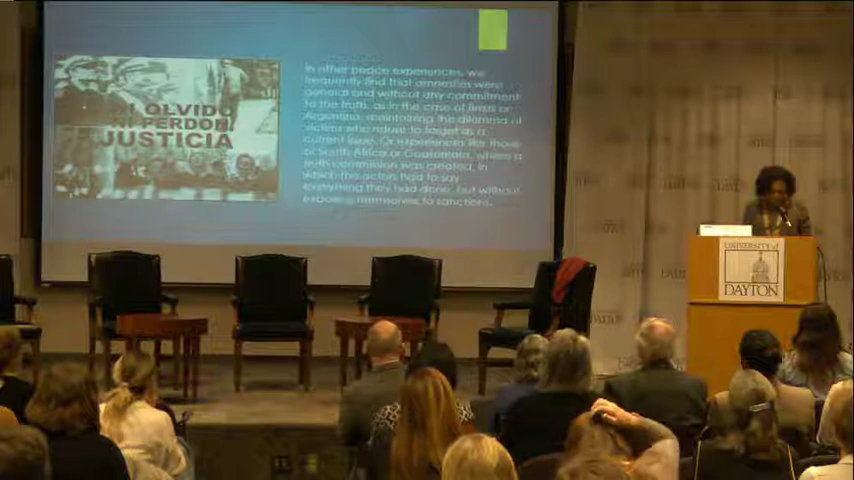 NI OLVIDO
NI PERDON
JUSTICIA
In other peace experiences, we
frequently find that amnesties were
general and without any commitment
to the truth, as in the case of Brazil or
Argentina, maintaining the dilemma of
victims who refuse to forget as a
current issue. Or experiences like those
of South Africa or Guatemala, where a
truth commission was created, in
which the actors had to say
everything they had done, but without
exposing themselves to sanctions.
UNIVERSITY of
DAYTON